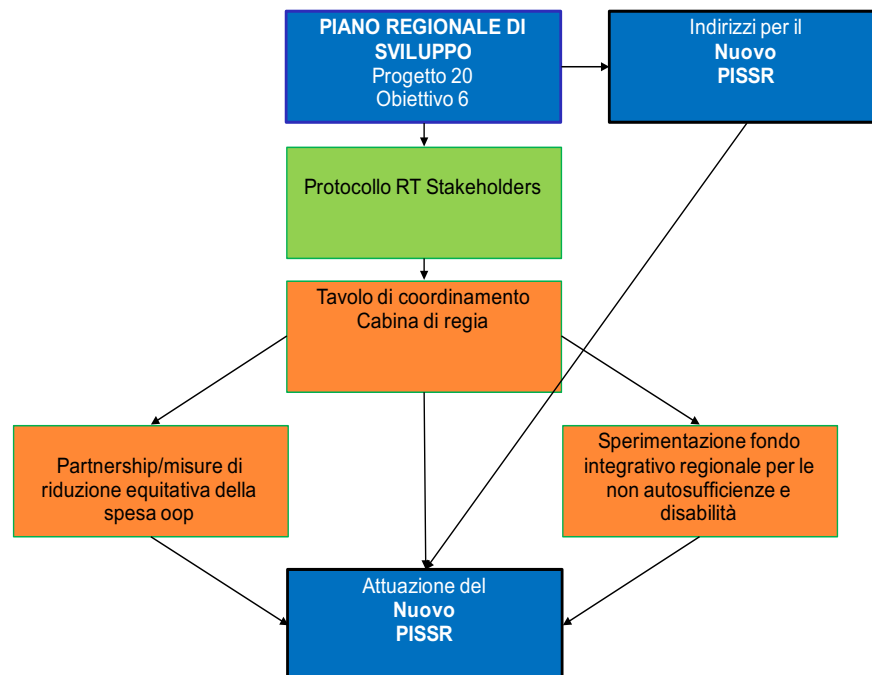 PIANO REGIONALE DI
SVILUPPO
Progetto 20
Obiettivo 6
Indirizzi per il
Nuovo
PISSR
Protocollo RT Stakeholders
Tavolo di coordinamento
Cabina di regia
Partnership/misure di
riduzione equitativa della
spesa oop
Sperimentazione fondo
integrativo regionale per le
non autosufficienze e
disabilità
Attuazione del
Nuovo
PISSR